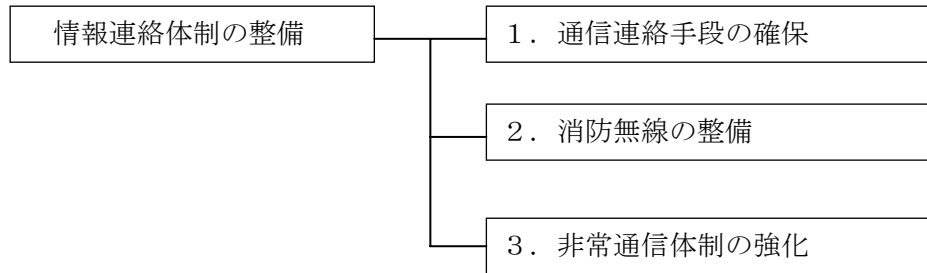 情報連絡体制の整備
１．通信連絡手段の確保
２．消防無線の整備
３．非常通信体制の強化